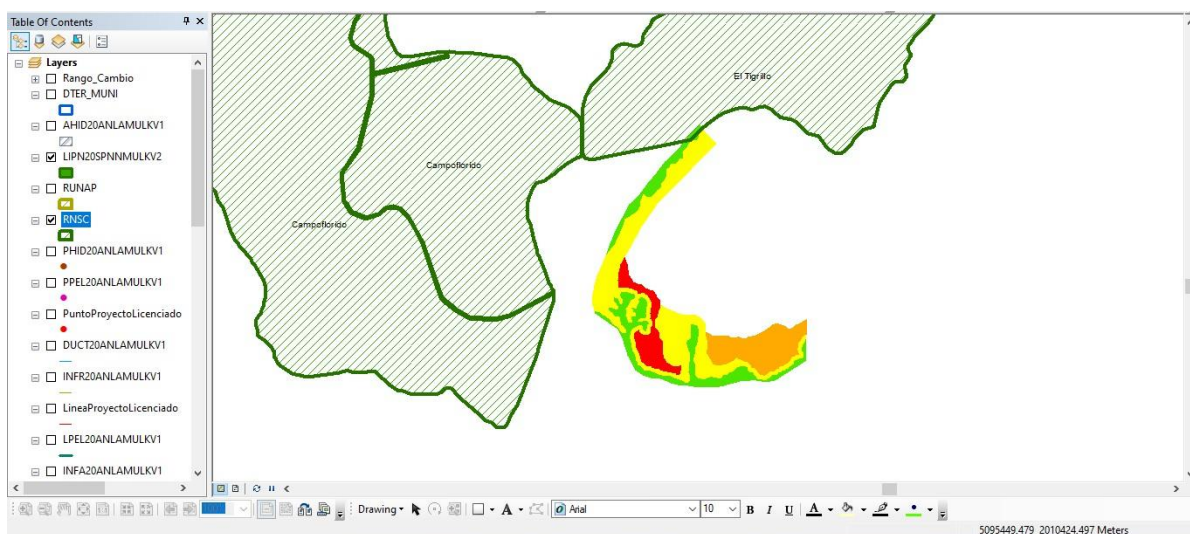 Table Of Contents
Layers
Rango_Cambio
DTER_MUNI
AHID20ANLAMULKV1
LIPN20SPNNMULKV2
RUNAP
RNSC
PHID20ANLAMULKV1
PPEL20ANLAMULKV1
PuntoProyectoLicenciado
DUCT20ANLAMULKV1
INFR20ANLAMULKV1
LineaProyectoLicenciado
LPEL20ANLAMULKV1
INFA20ANLAMULKV1
El Tigrillo
Campoflorido
Campoflorido
100%
Drawing
Arial
10
B I U A
5095449.479 2010424.497 Meters